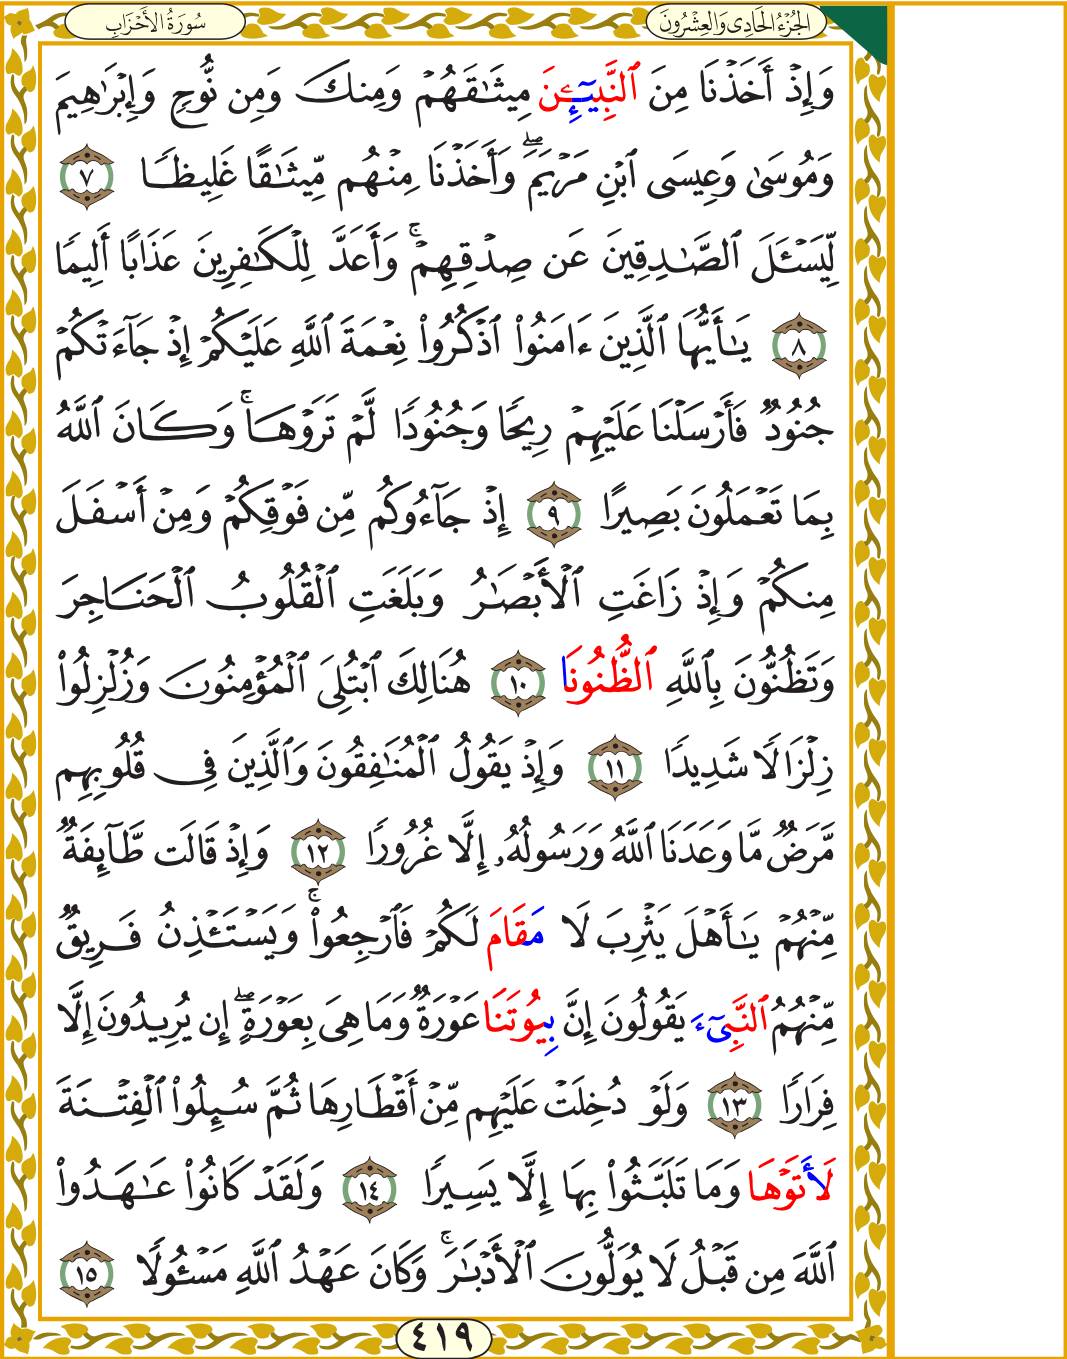 الجُزْءُ الحَادِي وَالعِشْرُونَ
سُورَةُ الأَحْزَابِ
وَإِذْ أَخَذْنَا مِنَ ٱلنَّبِيـِٓٔنَ مِيثَٰقَهُمْ وَمِنكَ وَمِن نُّوحٍ وَإِبْرَٰهِيمَ
وَمُوسَىٰ وَعِيسَى ٱبْنِ مَرْيَمَۖ وَأَخَذْنَا مِنْهُم مِّيثَٰقًا غَلِيظًا ٧
لِّيَسْـَٔلَ ٱلصَّٰدِقِينَ عَن صِدْقِهِمْۚ وَأَعَدَّ لِلْكَٰفِرِينَ عَذَابًا أَلِيمًا
٨ يَٰٓأَيُّهَا ٱلَّذِينَ ءَامَنُوا۟ ٱذْكُرُوا۟ نِعْمَةَ ٱللَّهِ عَلَيْكُمْ إِذْ جَآءَتْكُمْ
جُنُودٌ فَأَرْسَلْنَا عَلَيْهِمْ رِيحًا وَجُنُودًا لَّمْ تَرَوْهَاۚ وَكَانَ ٱللَّهُ
بِمَا تَعْمَلُونَ بَصِيرًا ٩ إِذْ جَآءُوكُم مِّن فَوْقِكُمْ وَمِنْ أَسْفَلَ
مِنكُمْ وَإِذْ زَاغَتِ ٱلْأَبْصَٰرُ وَبَلَغَتِ ٱلْقُلُوبُ ٱلْحَنَاجِرَ
وَتَظُنُّونَ بِٱللَّهِ ٱلظُّنُونَا ١٠ هُنَالِكَ ٱبْتُلِىَ ٱلْمُؤْمِنُونَ وَزُلْزِلُوا۟
زِلْزَالًا شَدِيدًا ١١ وَإِذْ يَقُولُ ٱلْمُنَٰفِقُونَ وَٱلَّذِينَ فِى قُلُوبِهِم
مَّرَضٌ مَّا وَعَدَنَا ٱللَّهُ وَرَسُولُهُۥ إِلَّا غُرُورًا ١٢ وَإِذْ قَالَت طَّآئِفَةٌ
مِّنْهُمْ يَٰٓأَهْلَ يَثْرِبَ لَا مَقَامَ لَكُمْ فَٱرْجِعُوا۟ۚ وَيَسْتَـْٔذِنُ فَرِيقٌ
مِّنْهُمُ ٱلنَّبِىٓءَ يَقُولُونَ إِنَّ بِيُوتَنَا عَوْرَةٌ وَمَا هِىَ بِعَوْرَةٍۖ إِن يُرِيدُونَ إِلَّا
فِرَارًا ١٣ وَلَوْ دُخِلَتْ عَلَيْهِم مِّنْ أَقْطَارِهَا ثُمَّ سُئِلُوا۟ ٱلْفِتْنَةَ
لَأَتَوْهَا وَمَا تَلَبَّثُوا۟ بِهَآ إِلَّا يَسِيرًا ١٤ وَلَقَدْ كَانُوا۟ عَٰهَدُوا۟
ٱللَّهَ مِن قَبْلُ لَا يُوَلُّونَ ٱلْأَدْبَٰرَۚ وَكَانَ عَهْدُ ٱللَّهِ مَسْـُٔولًا ١٥
٤١٩